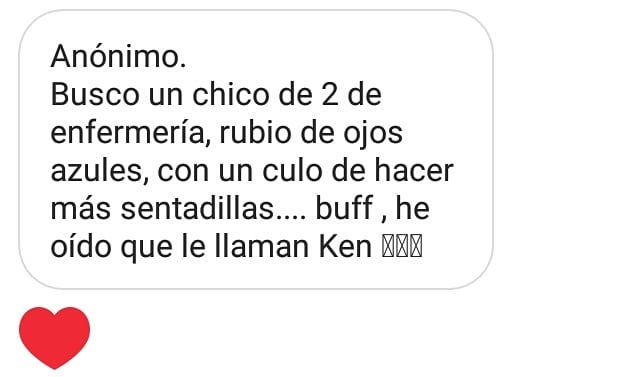 Anónimo.
Busco un chico de 2 de
enfermería, rubio de ojos
azules, con un culo de hacer
más sentadillas.... buff , he
oído que le llaman Ken